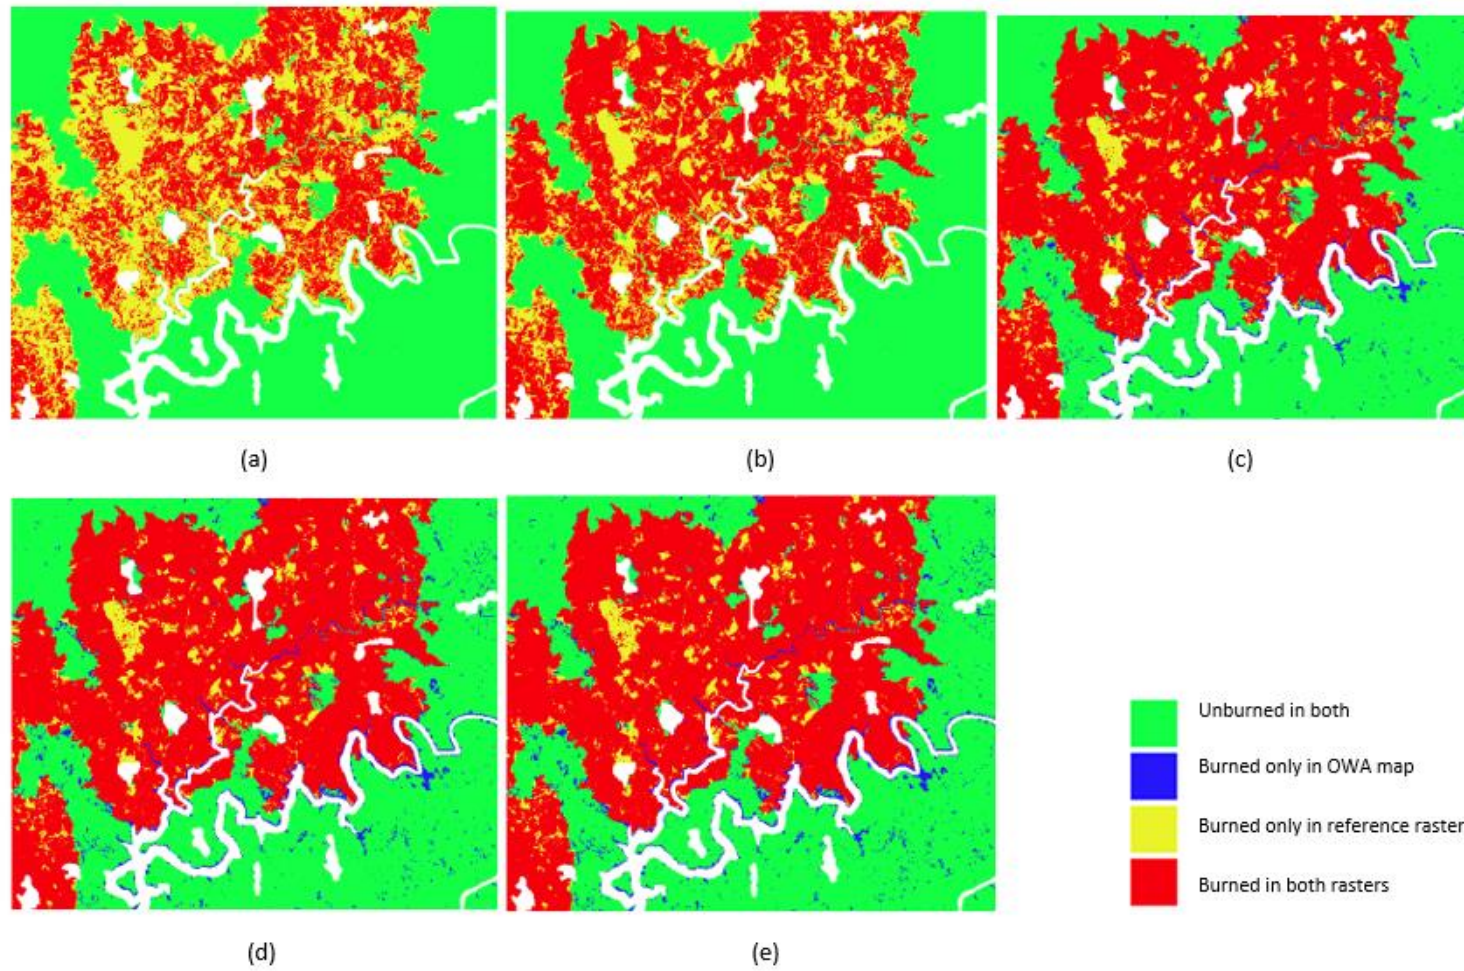 (a)
(b)
(c)
(d)
(e)
Unburned in both
Burned only in OWA map
Burned only in reference raster
Burned in both rasters